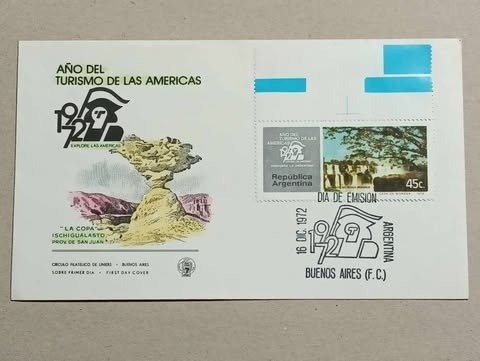 AÑO DEL
TURISMO DE LAS AMERICAS
1972
EXPLORE LAS AMERICAS
"LA COPA"
ISCHIGUALASTO
PROV. DE SAN JUAN
CIRCULO FILATELICO DE LINIERS - BUENOS AIRES
SOBRE PRIMER DIA - FIRST DAY COVER
AÑO DEL
TURISMO DE LAS
AMERICAS
1972
República
Argentina
45c.
DIA DE EMISION
16 DIC. 1972
1972
ARGENTINA
BUENOS AIRES (F.C.)